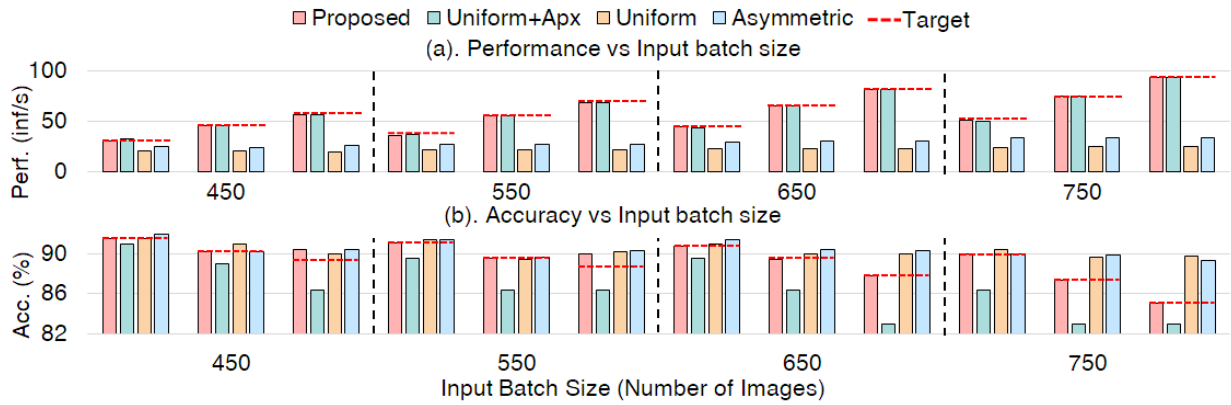 Proposed Uniform+Apx Uniform Asymmetric Target
(a). Performance vs Input batch size
Perf. (inf/s)
100
50
0
450 550 650 750
(b). Accuracy vs Input batch size
Acc. (%)
90
86
82
450 550 650 750
Input Batch Size (Number of Images)